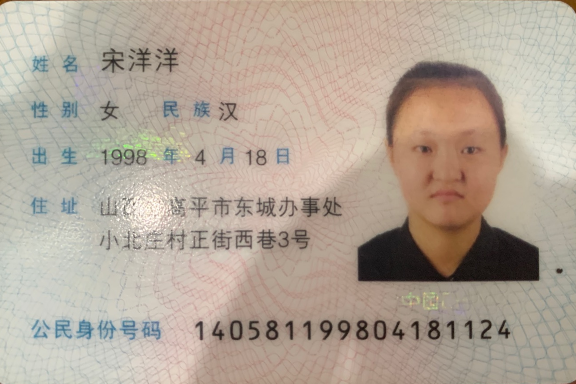 姓名 宋洋洋
性别 女 民族 汉
出生 1998 年 4 月 18 日
住址 山 高平市东城办事处
小北庄村正街西巷3号
中国
公民身份号码 140581199804181124